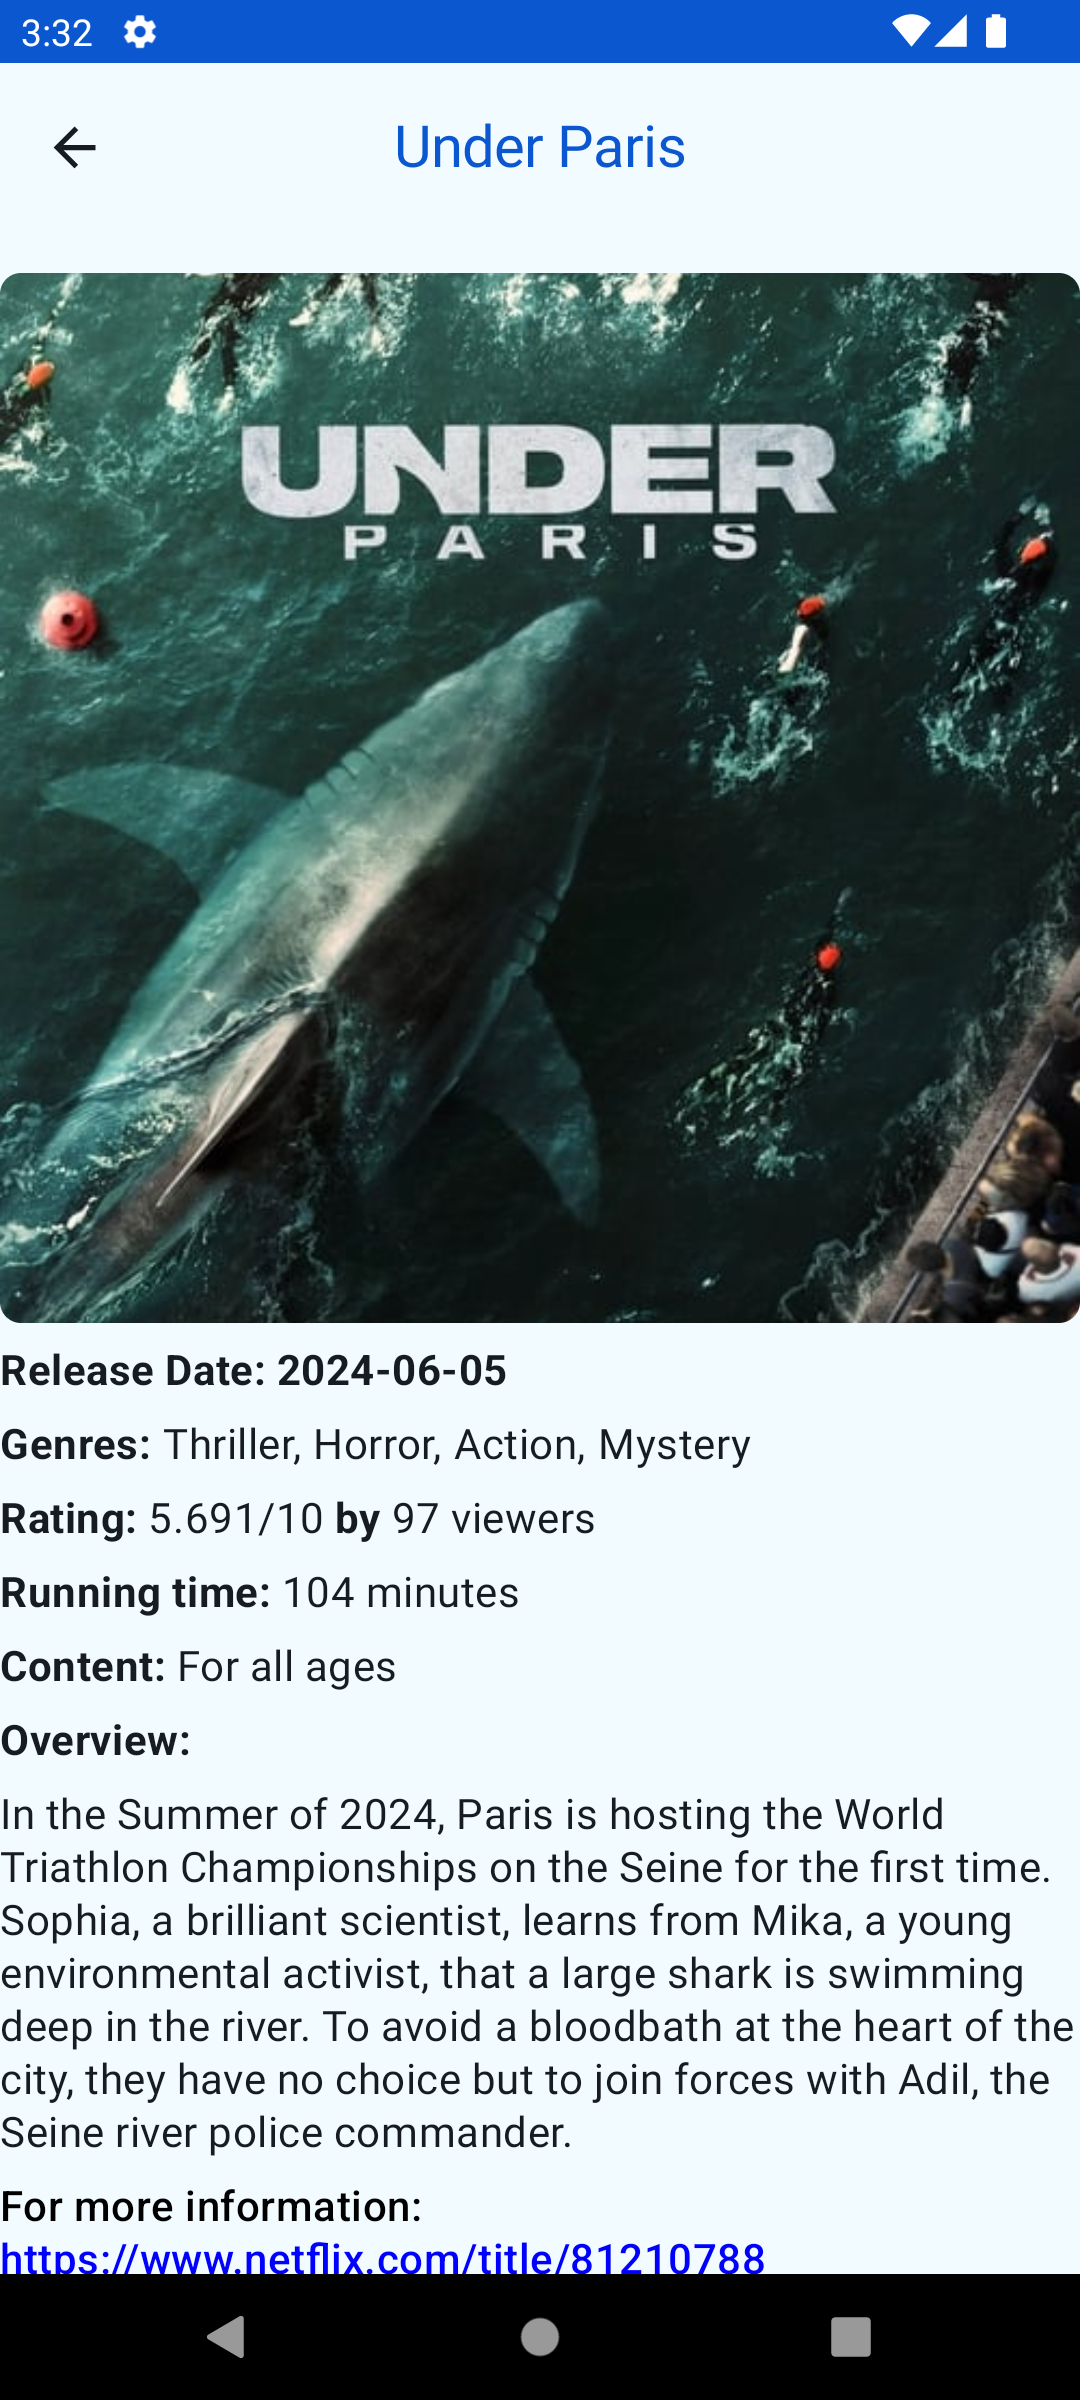 3:32
Under Paris
UNDER
PARIS
Release Date: 2024-06-05
Genres: Thriller, Horror, Action, Mystery
Rating: 5.691/10 by 97 viewers
Running time: 104 minutes
Content: For all ages
Overview:
In the Summer of 2024, Paris is hosting the World
Triathlon Championships on the Seine for the first time.
Sophia, a brilliant scientist, learns from Mika, a young
environmental activist, that a large shark is swimming
deep in the river. To avoid a bloodbath at the heart of the
city, they have no choice but to join forces with Adil, the
Seine river police commander.
For more information:
https://www.netflix.com/title/81210788